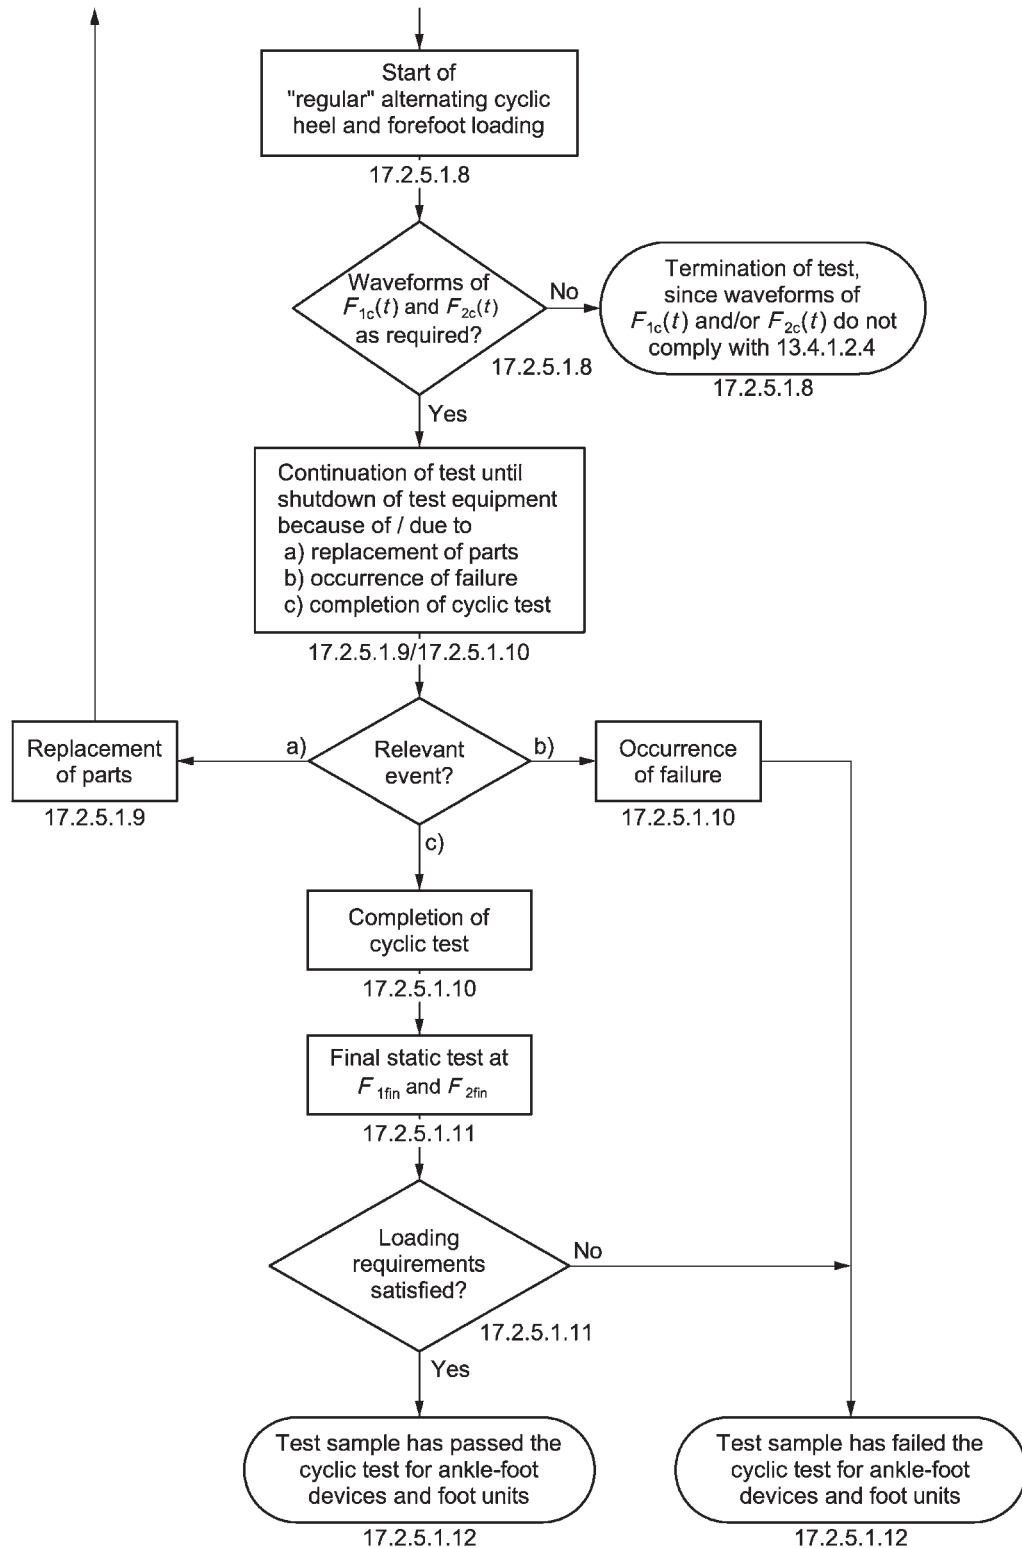 Start of
"regular" alternating cyclic
heel and forefoot loading
17.2.5.1.8
Waveforms of
F1c(t) and F2c(t)
as required?
17.2.5.1.8
No
Termination of test,
since waveforms of
F1c(t) and/or F2c(t) do not
comply with 13.4.1.2.4
17.2.5.1.8
Yes
Continuation of test until
shutdown of test equipment
because of / due to
a) replacement of parts
b) occurrence of failure
c) completion of cyclic test
17.2.5.1.9/17.2.5.1.10
Relevant
event?
a)
Replacement
of parts
17.2.5.1.9
b)
Occurrence
of failure
17.2.5.1.10
c)
Completion of
cyclic test
17.2.5.1.10
Final static test at
F 1fin and F 2fin
17.2.5.1.11
Loading
requirements
satisfied?
17.2.5.1.11
No
Yes
Test sample has passed the
cyclic test for ankle-foot
devices and foot units
17.2.5.1.12
Test sample has failed the
cyclic test for ankle-foot
devices and foot units
17.2.5.1.12